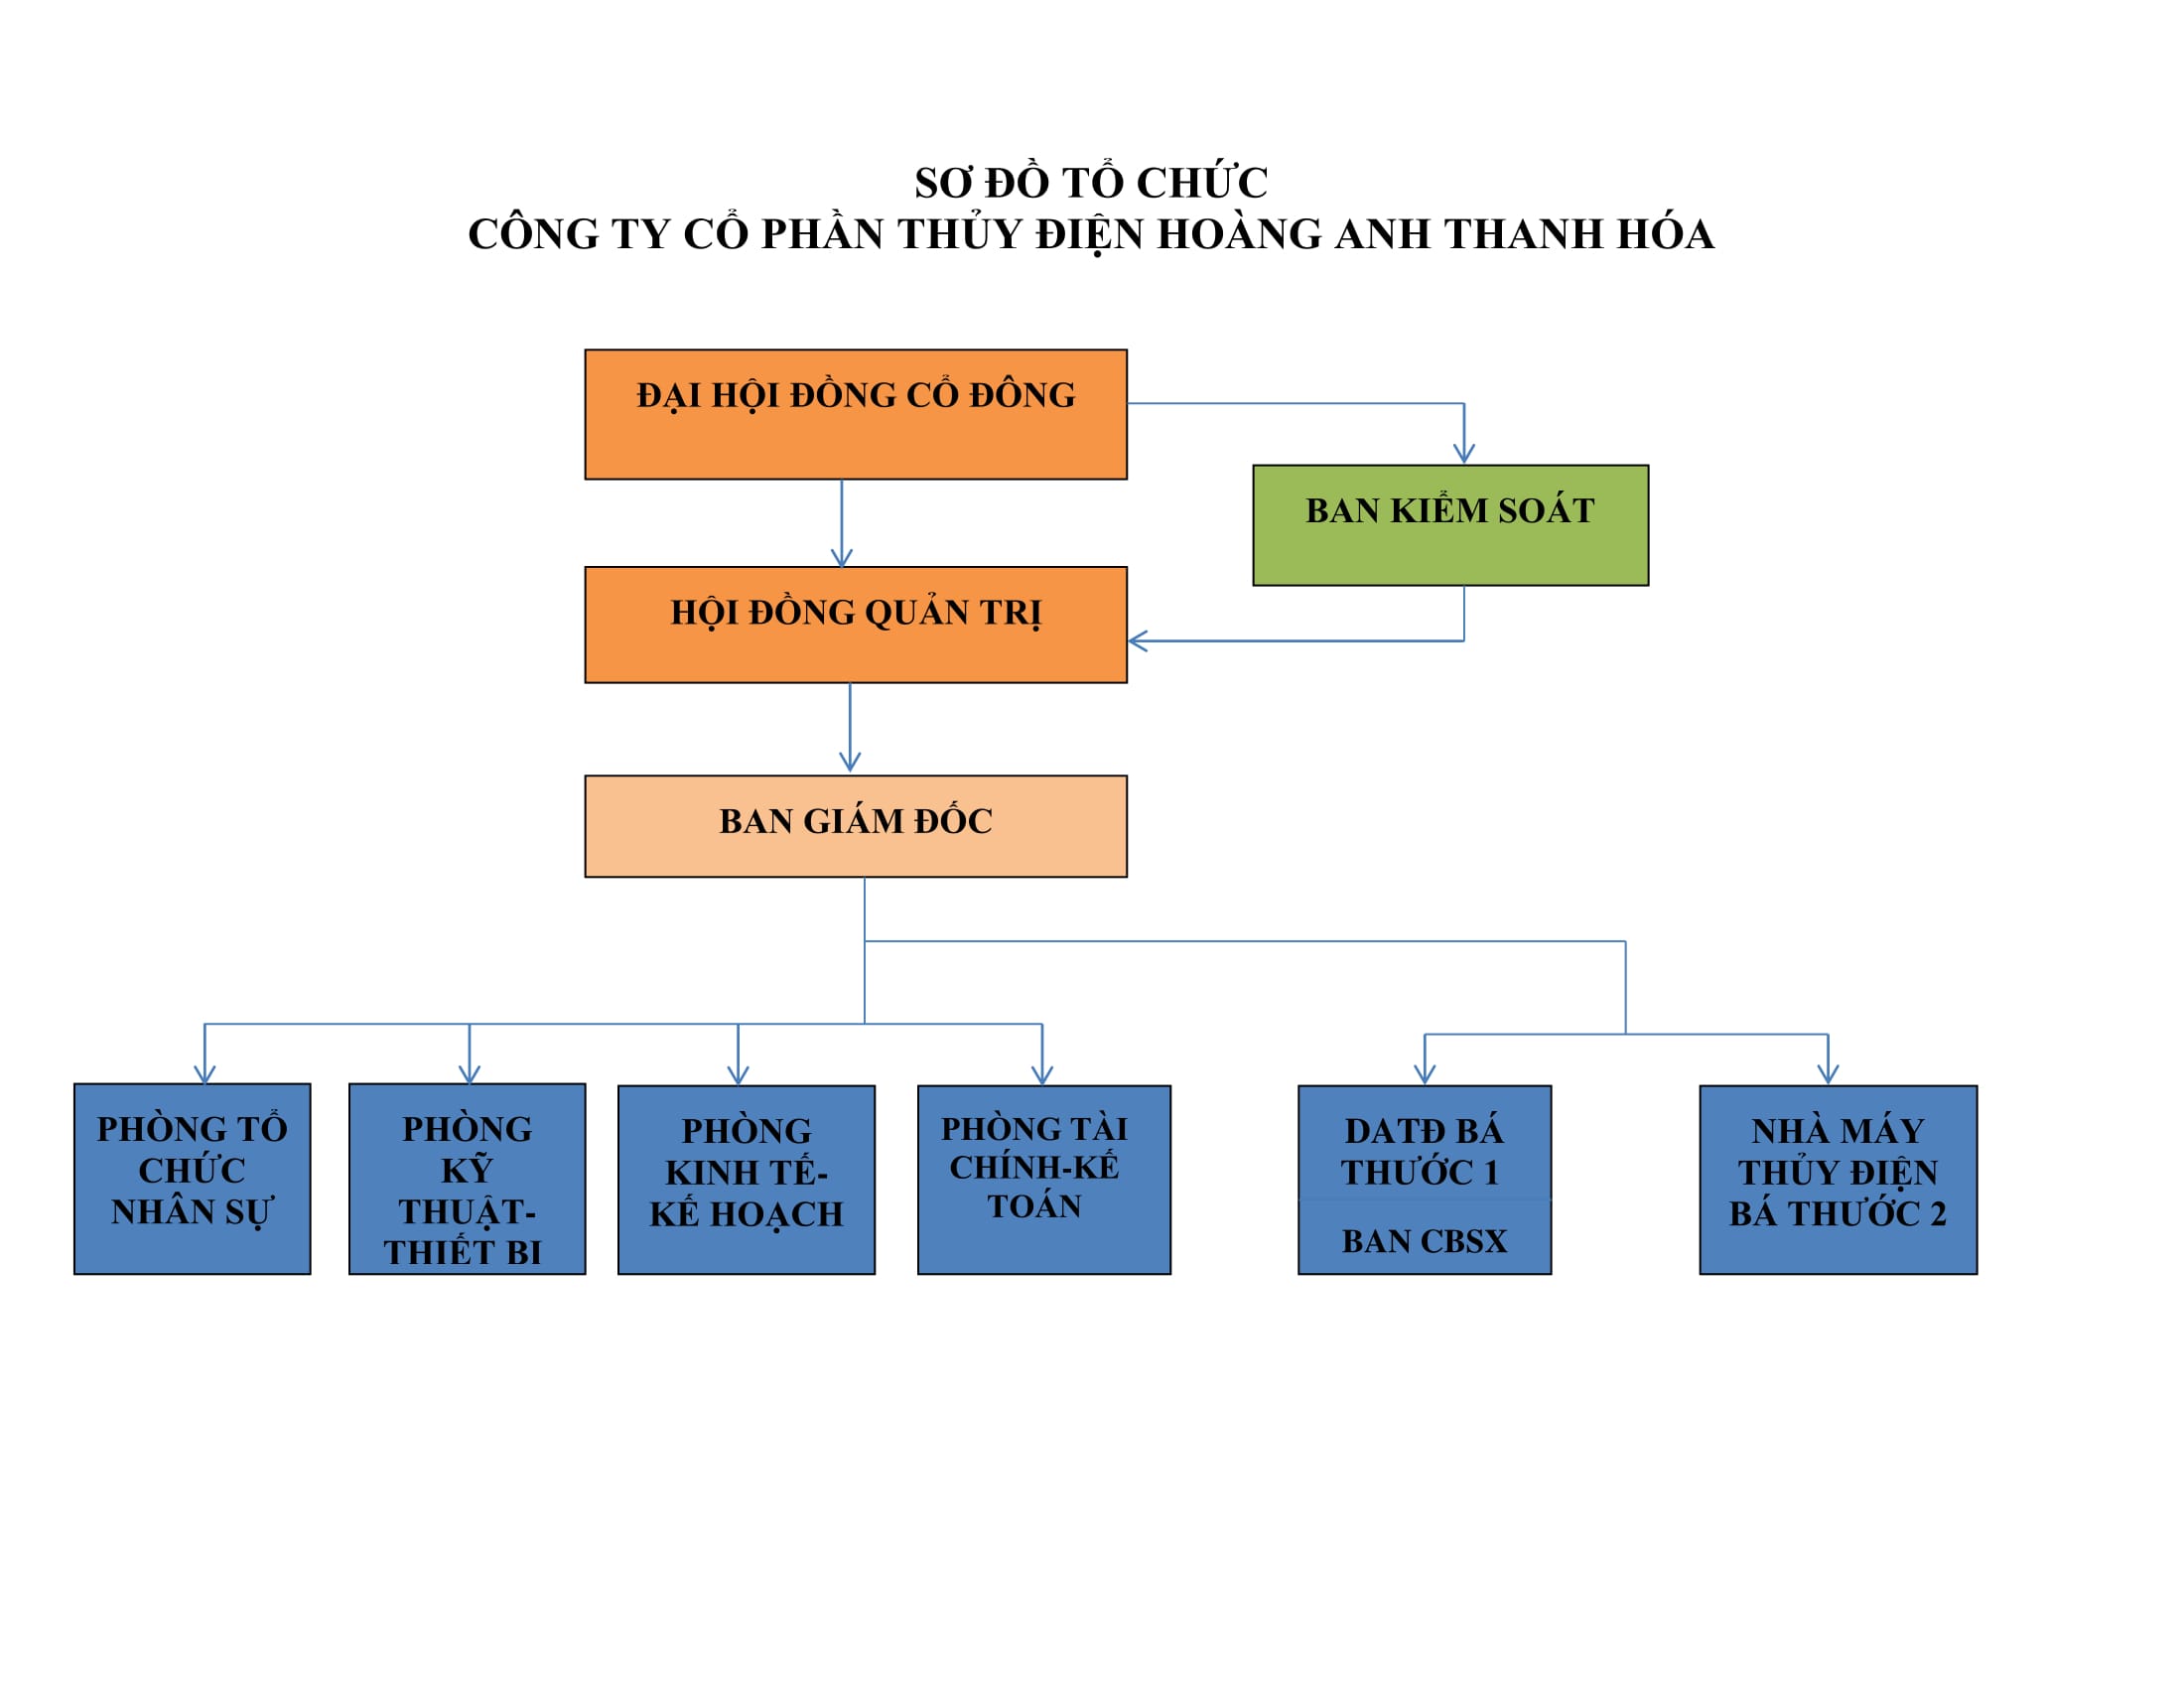 SƠ ĐỒ TỔ CHỨC
CÔNG TY CỔ PHẦN THỦY ĐIỆN HOÀNG ANH THANH HÓA
ĐẠI HỘI ĐỒNG CỔ ĐÔNG
BAN KIỂM SOÁT
HỘI ĐỒNG QUẢN TRỊ
BAN GIÁM ĐỐC
PHÒNG TỔ
CHỨC
NHÂN SỰ
PHÒNG
KỸ
THUẬT-
THIẾT BI
PHÒNG
KINH TẾ-
KẾ HOẠCH
PHÒNG TÀI
CHÍNH-KẾ
TOÁN
DATĐ BÁ
THƯỚC 1
BAN CBSX
NHÀ MÁY
THỦY ĐIỆN
BÁ THƯỚC 2